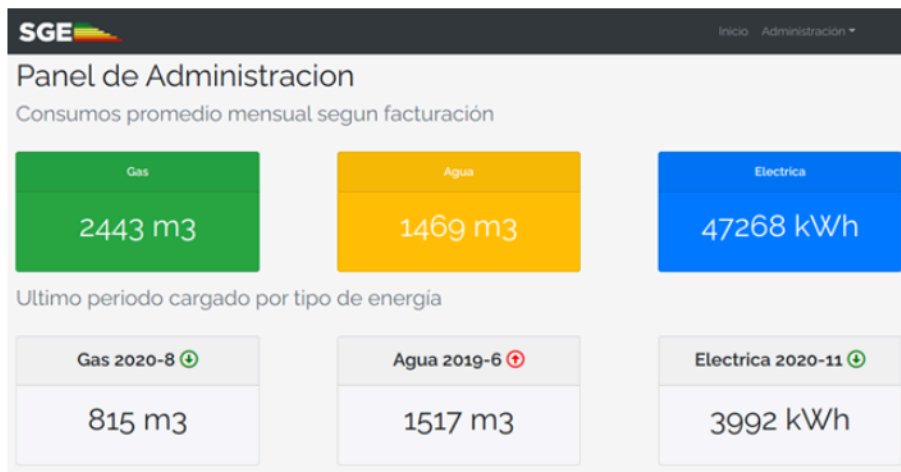 SGE
Inicio Administración
Panel de Administracion
Consumos promedio mensual segun facturación
Gas
Agua
Electrica
2443 m3
1469 m3
47268 kWh
Ultimo periodo cargado por tipo de energía
Gas 2020-8
Agua 2019-6
Electrica 2020-11
815 m3
1517 m3
3992 kWh